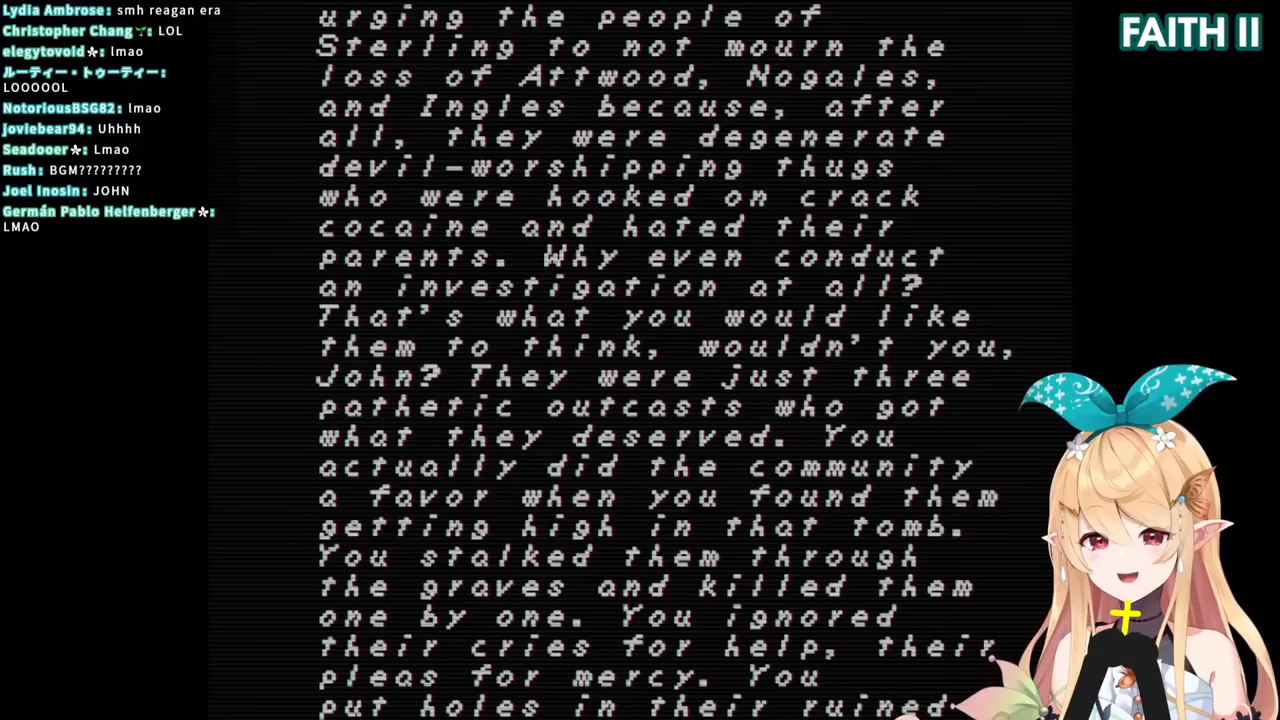 Lydia Ambrose: smh reagan era
Christopher Chang: LOL
elegytovoid: lmao
ルーティー・トゥーティー:
LOOOOOL
NotoriousBSG82: lmao
joviebear94: Uhhhh
Seadooer: Lmao
Rush: BGM?????????
Joel Inosin: JOHN
Germán Pablo Helfenberger:
LMAO
urging the people of
Sterling to not mourn the
loss of Attwood, Nogales,
and Ingles because, after
all, they were degenerate
devil-worshipping thugs
who were hooked on crack
cocaine and hated their
parents. Why even conduct
an investigation at all?
That's what you would like
them to think, wouldn't you,
John? They were just three
pathetic outcasts who got
what they deserved. You
actually did the community
a favor when you found them
getting high in that tomb.
You stalked them through
the graves and killed them
one by one. You ignored
their cries for help, their
pleas for mercy. You
put holes in their ruined
FAITH II